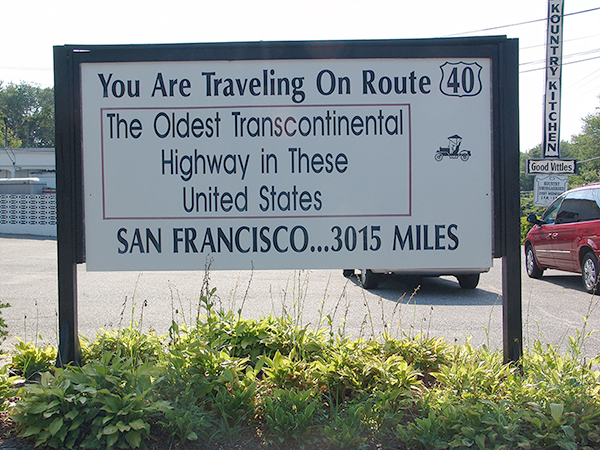 You Are Traveling On Route 40
The Oldest Transcontinental
Highway in These
United States
SAN FRANCISCO...3015 MILES
KOUNTRY KITCHEN
Good Vittles